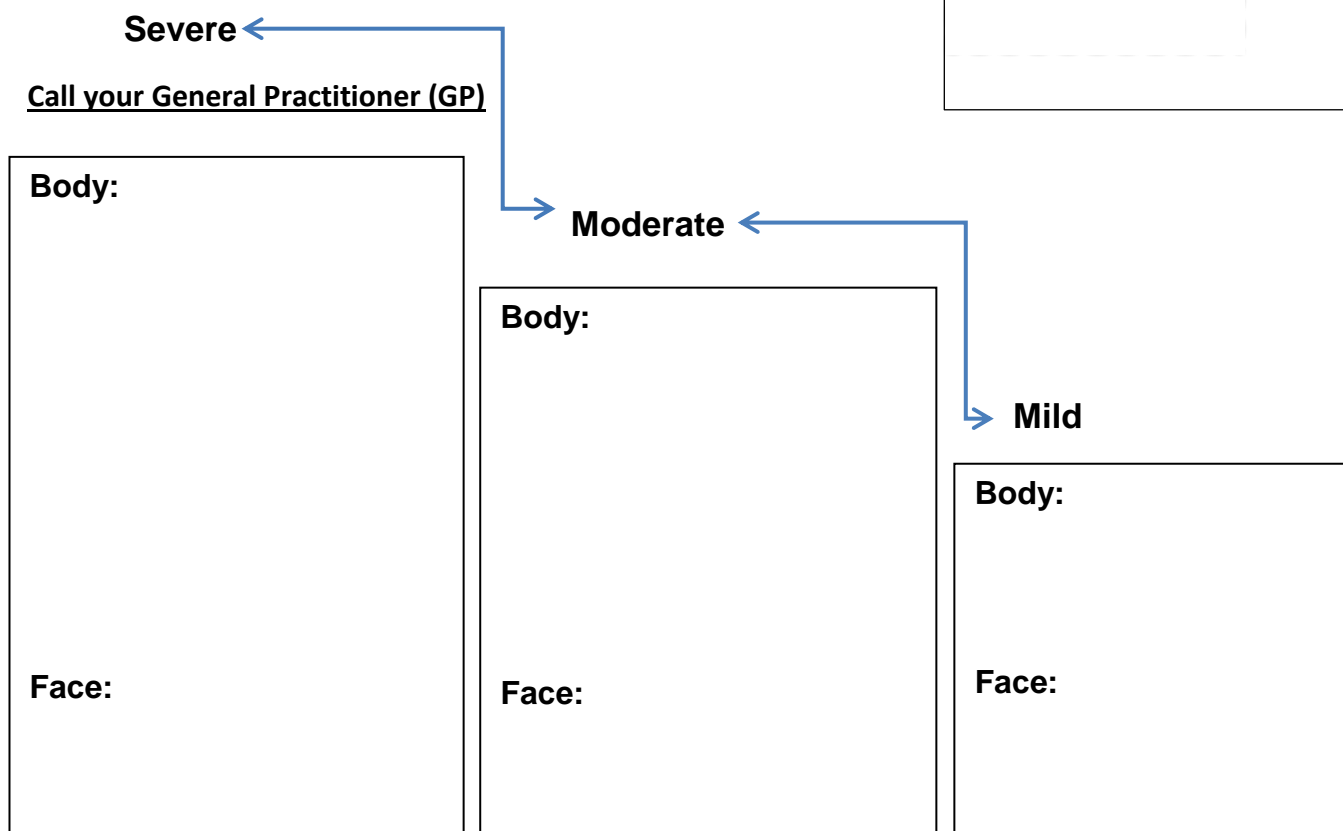 Severe
Call your General Practitioner (GP)
Body:
Face:
Moderate
Body:
Face:
Mild
Body:
Face: